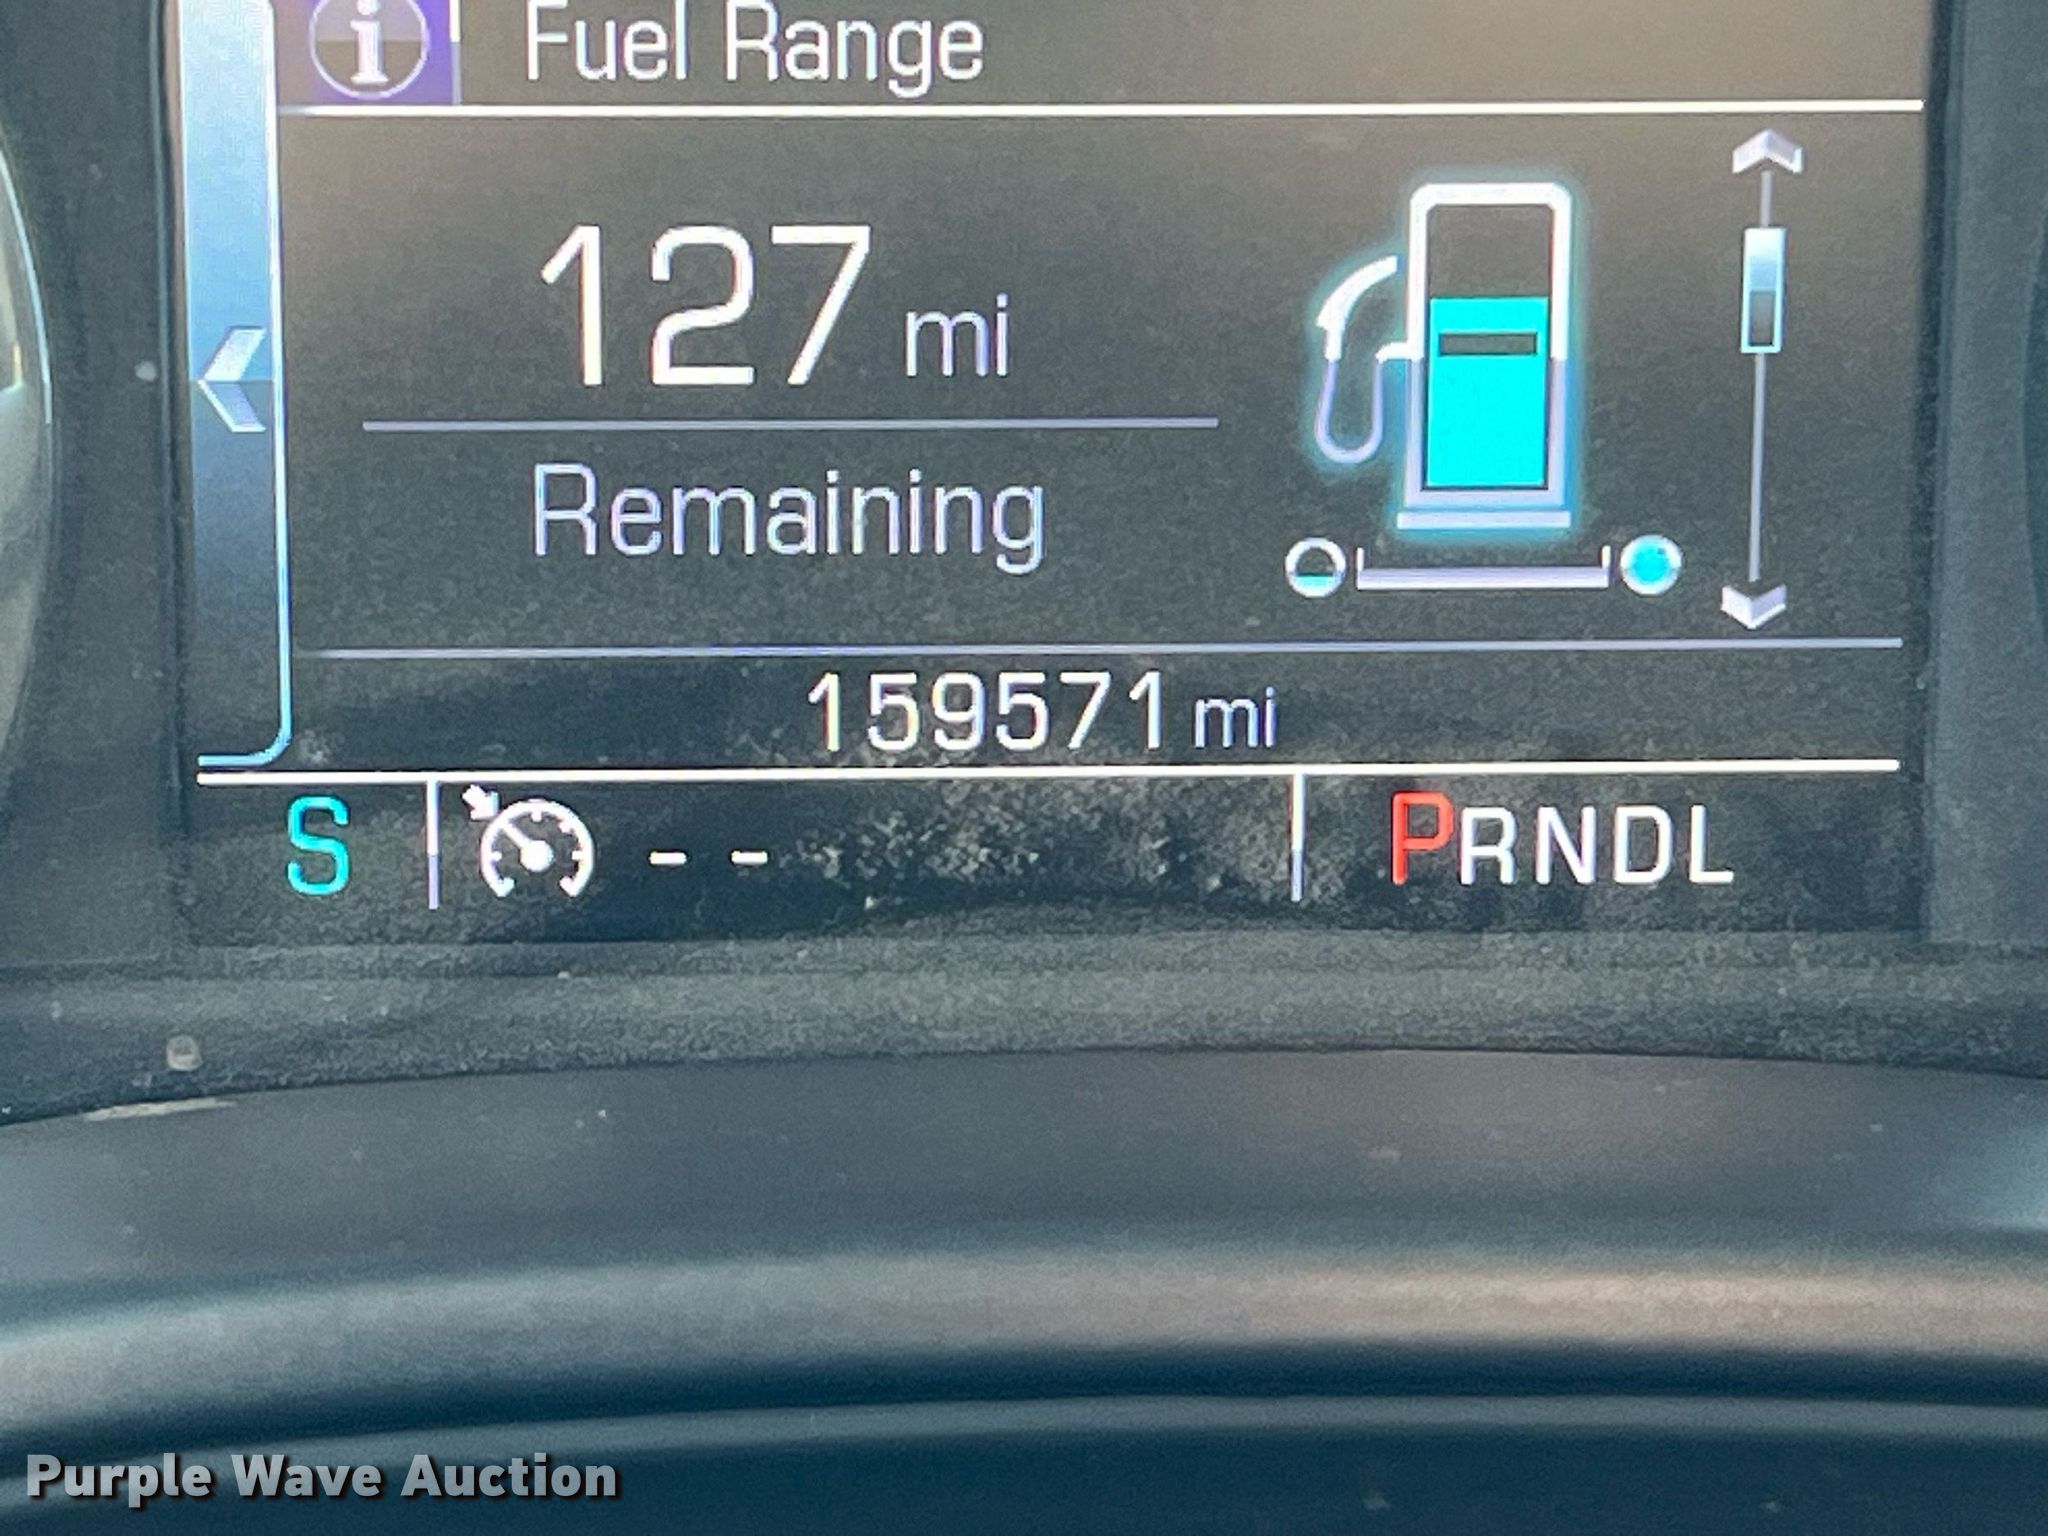 i Fuel Range
127 mi
Remaining
159571 mi
S -- PRNDL
Purple Wave Auction